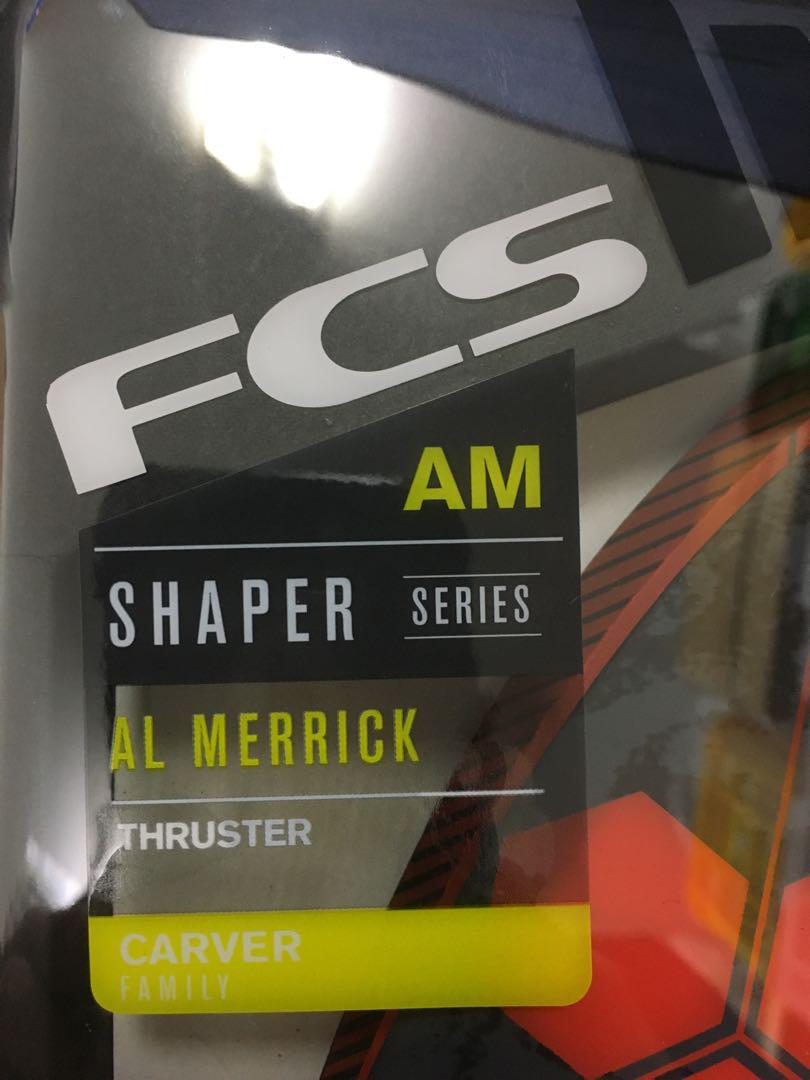 FCS
AM
SHAPER SERIES
AL MERRICK
THRUSTER
CARVER
FAMILY